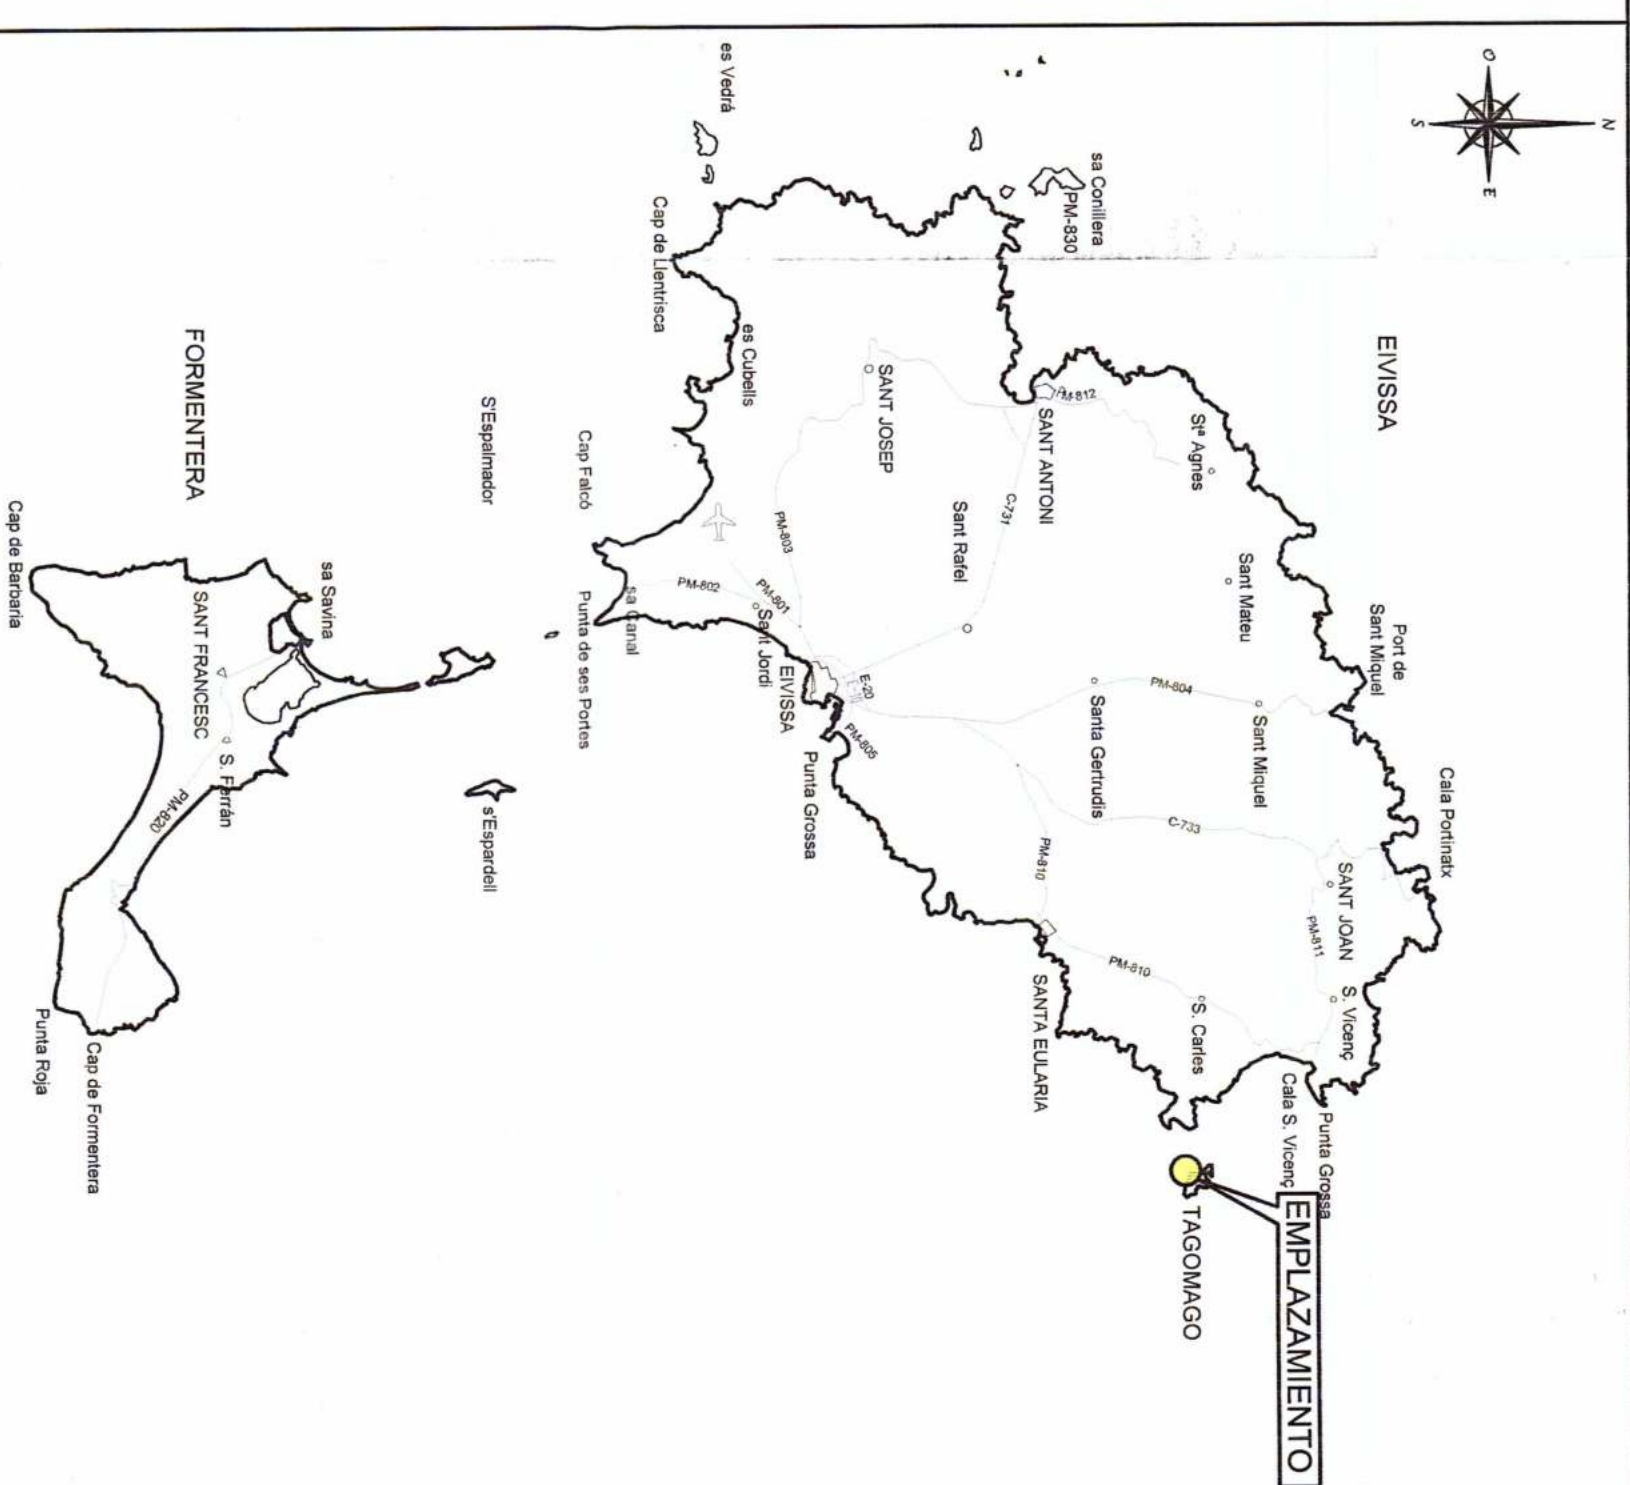 N
O
E
S
EIVISSA
Cala Portinatx
Port de
Sant Miquel
SANT JOAN
PM-811
S. Vicenç
Punta Grossa
Cala S. Vicenç
EMPLAZAMIENTO
Sant Mateu
Sant Miquel
Stª Agnes
C-733
PM-804
S. Carles
TAGOMAGO
sa Conillera
PM-830
PM-812
SANT ANTONI
Santa Gertrudis
PM-810
PM-810
SANTA EULARIA
C-731
Sant Rafel
SANT JOSEP
E-20
PM-805
PM-803
EIVISSA
Punta Grossa
PM-801
Sant Jordi
es Vedrá
es Cubells
PM-802
Cap de Llentrisca
sa Canal
Cap Falcó
Punta de ses Portes
S'Espalmador
s'Espardell
sa Savina
FORMENTERA
SANT FRANCESC
S. Ferrán
PM-820
Cap de Barbaria
Cap de Formentera
Punta Roja